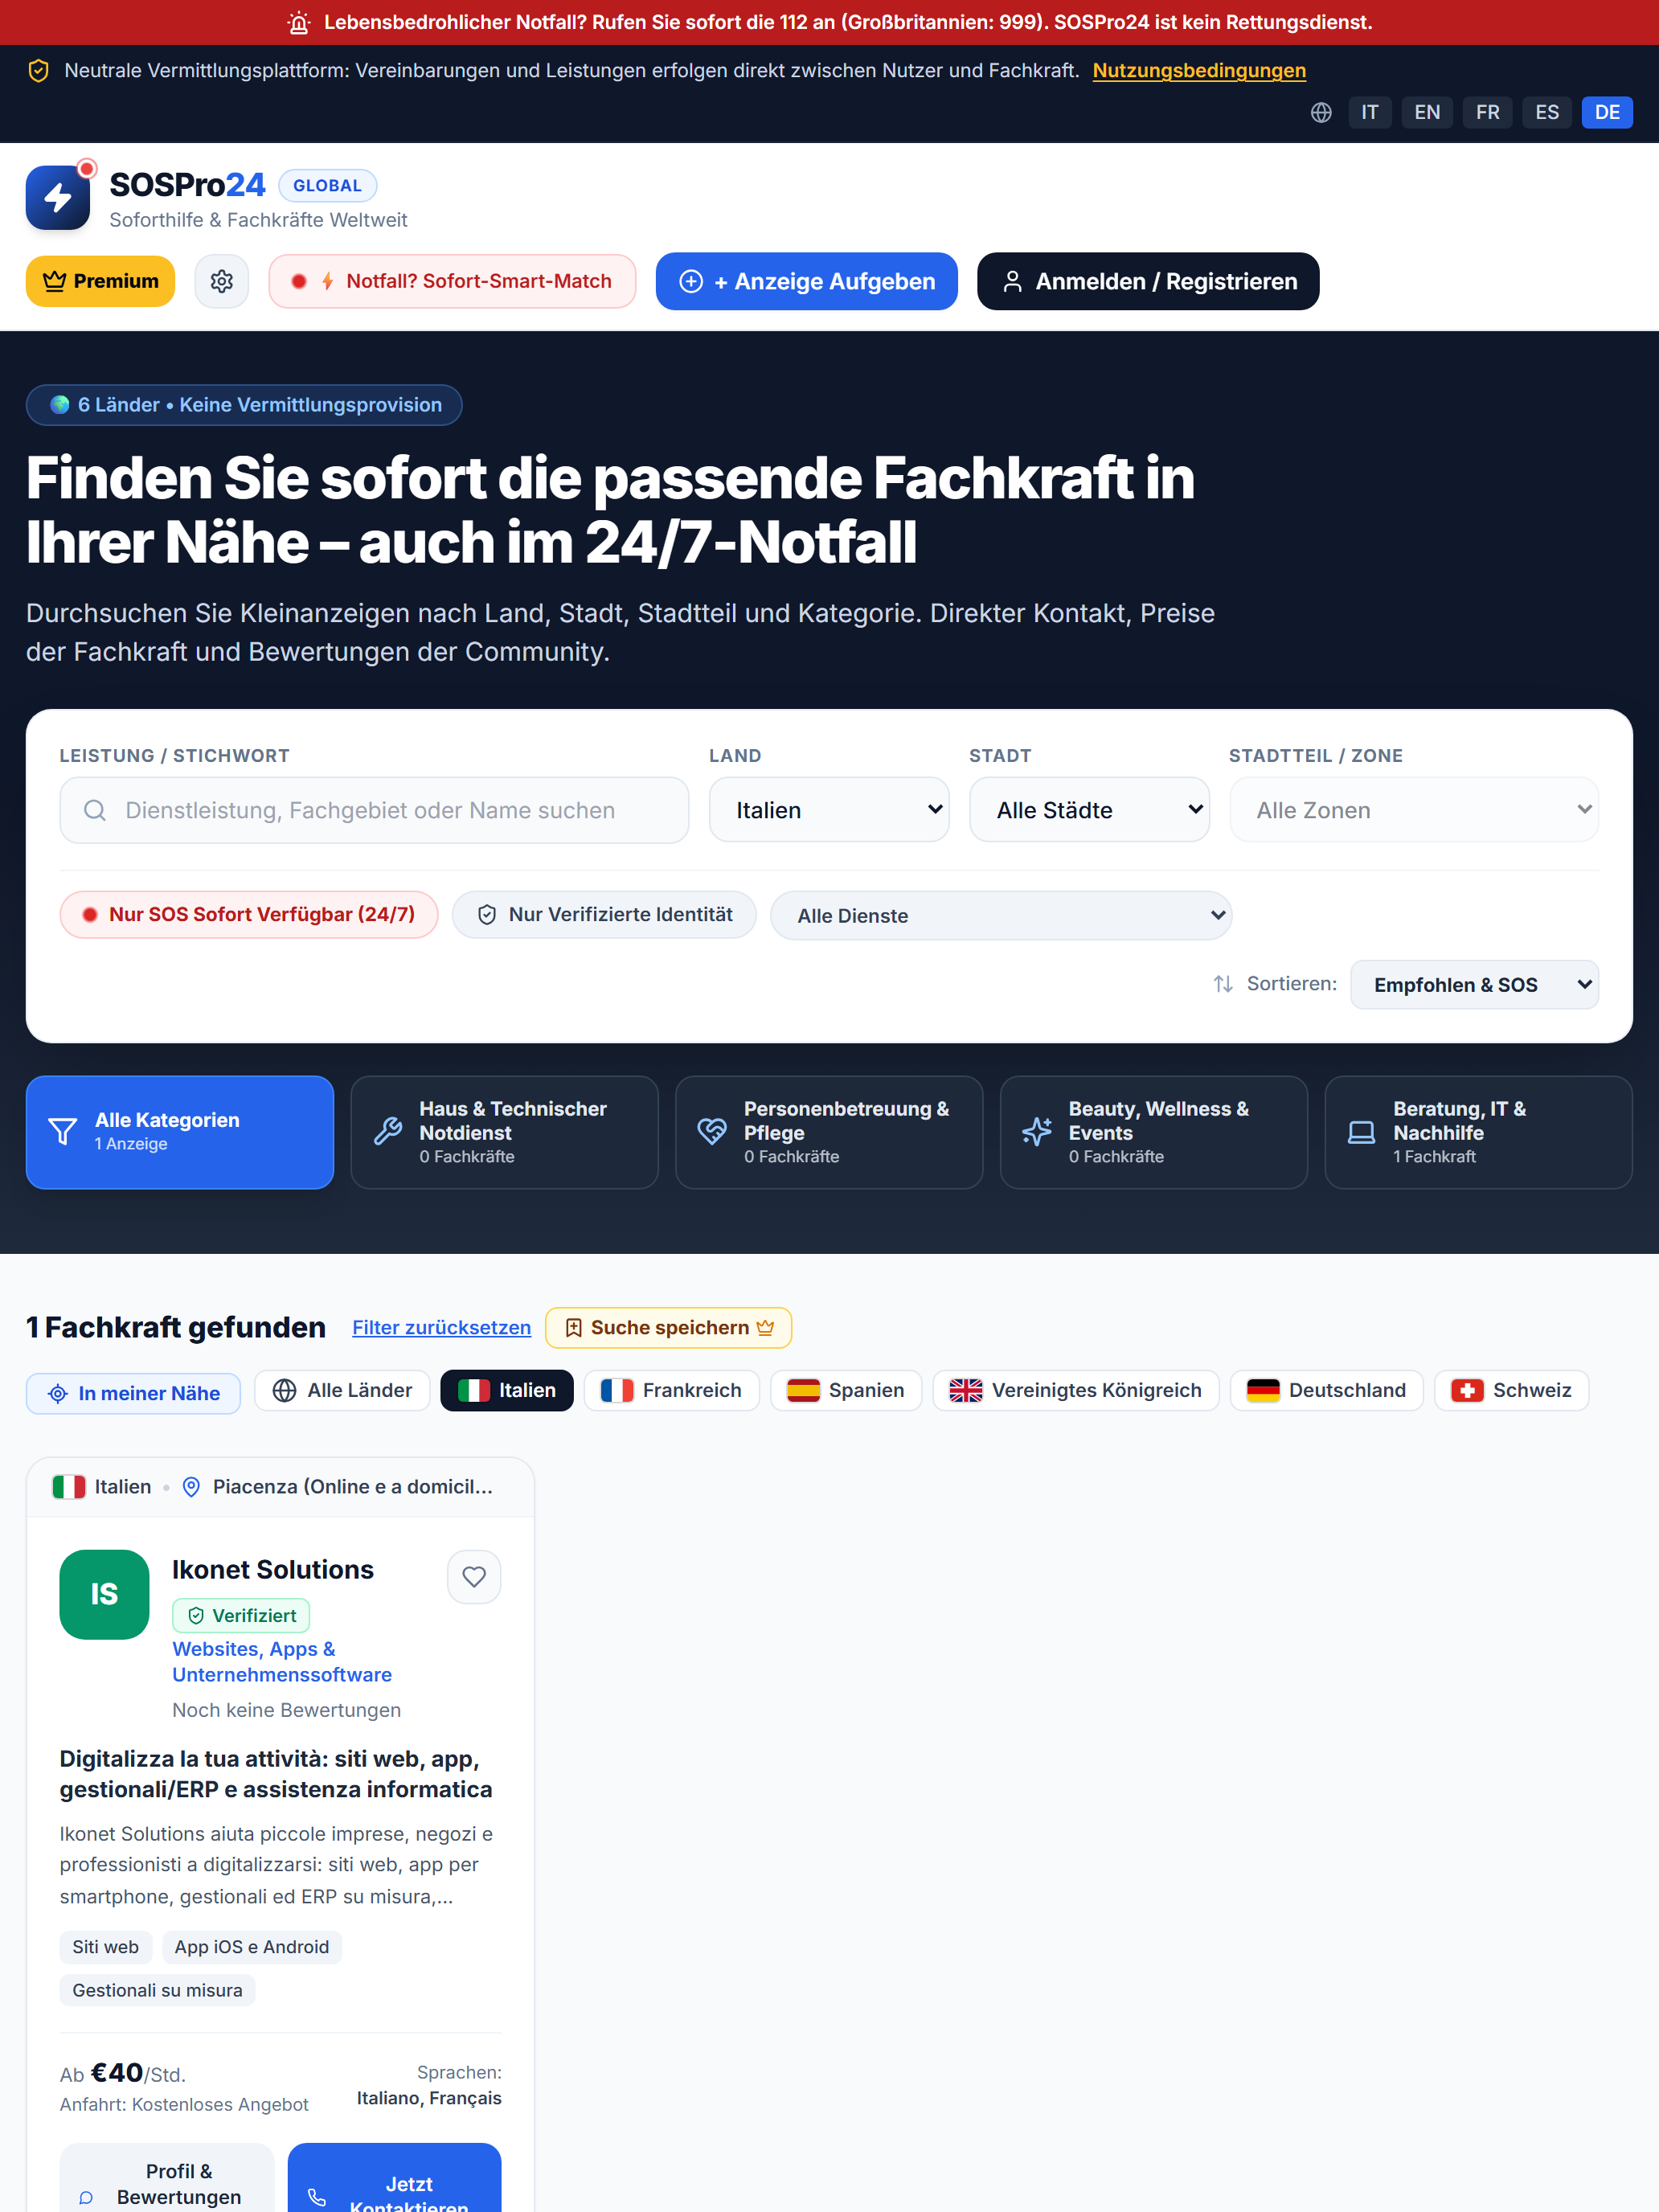 Lebensbedrohlicher Notfall? Rufen Sie sofort die 112 an (Großbritannien: 999). SOSPro24 ist kein Rettungsdienst.
Neutrale Vermittlungsplattform: Vereinbarungen und Leistungen erfolgen direkt zwischen Nutzer und Fachkraft. Nutzungsbedingungen
IT EN FR ES DE
SOSPro24 GLOBAL
Soforthilfe & Fachkräfte Weltweit
Premium
Notfall? Sofort-Smart-Match
+ Anzeige Aufgeben
Anmelden / Registrieren
6 Länder • Keine Vermittlungsprovision
Finden Sie sofort die passende Fachkraft in
Ihrer Nähe – auch im 24/7-Notfall
Durchsuchen Sie Kleinanzeigen nach Land, Stadt, Stadtteil und Kategorie. Direkter Kontakt, Preise
der Fachkraft und Bewertungen der Community.
LEISTUNG / STICHWORT
Dienstleistung, Fachgebiet oder Name suchen
LAND
Italien
STADT
Alle Städte
STADTTEIL / ZONE
Alle Zonen
Nur SOS Sofort Verfügbar (24/7)
Nur Verifizierte Identität
Alle Dienste
Sortieren:
Empfohlen & SOS
Alle Kategorien
1 Anzeige
Haus & Technischer
Notdienst
0 Fachkräfte
Personenbetreuung &
Pflege
0 Fachkräfte
Beauty, Wellness &
Events
0 Fachkräfte
Beratung, IT &
Nachhilfe
1 Fachkraft
1 Fachkraft gefunden
Filter zurücksetzen
Suche speichern
In meiner Nähe
Alle Länder
Italien
Frankreich
Spanien
Vereinigtes Königreich
Deutschland
Schweiz
Italien • Piacenza (Online e a domicil...
IS
Ikonet Solutions
Verifiziert
Websites, Apps &
Unternehmenssoftware
Noch keine Bewertungen
Digitalizza la tua attività: siti web, app,
gestionali/ERP e assistenza informatica
Ikonet Solutions aiuta piccole imprese, negozi e
professionisti a digitalizzarsi: siti web, app per
smartphone, gestionali ed ERP su misura,...
Siti web
App iOS e Android
Gestionali su misura
Ab €40/Std.
Anfahrt: Kostenloses Angebot
Sprachen:
Italiano, Français
Profil &
Bewertungen
Jetzt
Kontaktieren